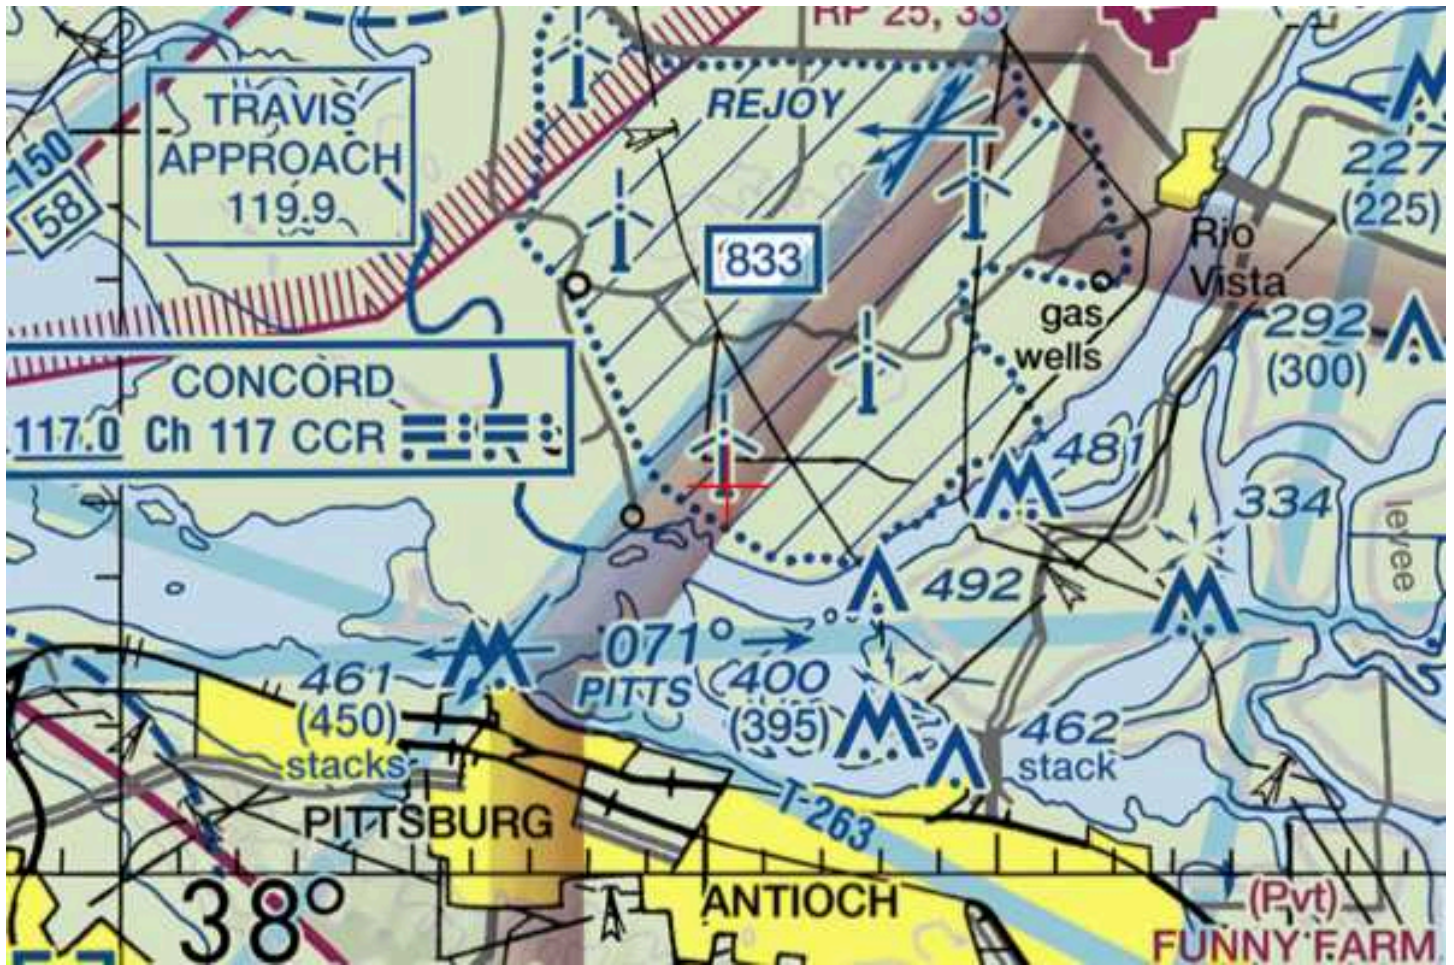 RP 25, 33
TRAVIS
APPROACH
119.9
REJOY
150
58
227
(225)
833
Rio
Vista
gas
wells
292
(300)
CONCORD
117.0 Ch 117 CCR
481
334
levee
492
071°
PITTS
461
(450)
stacks
400
(395)
462
stack
T-263
PITTSBURG
38°
ANTIOCH
(Pvt)
FUNNY FARM